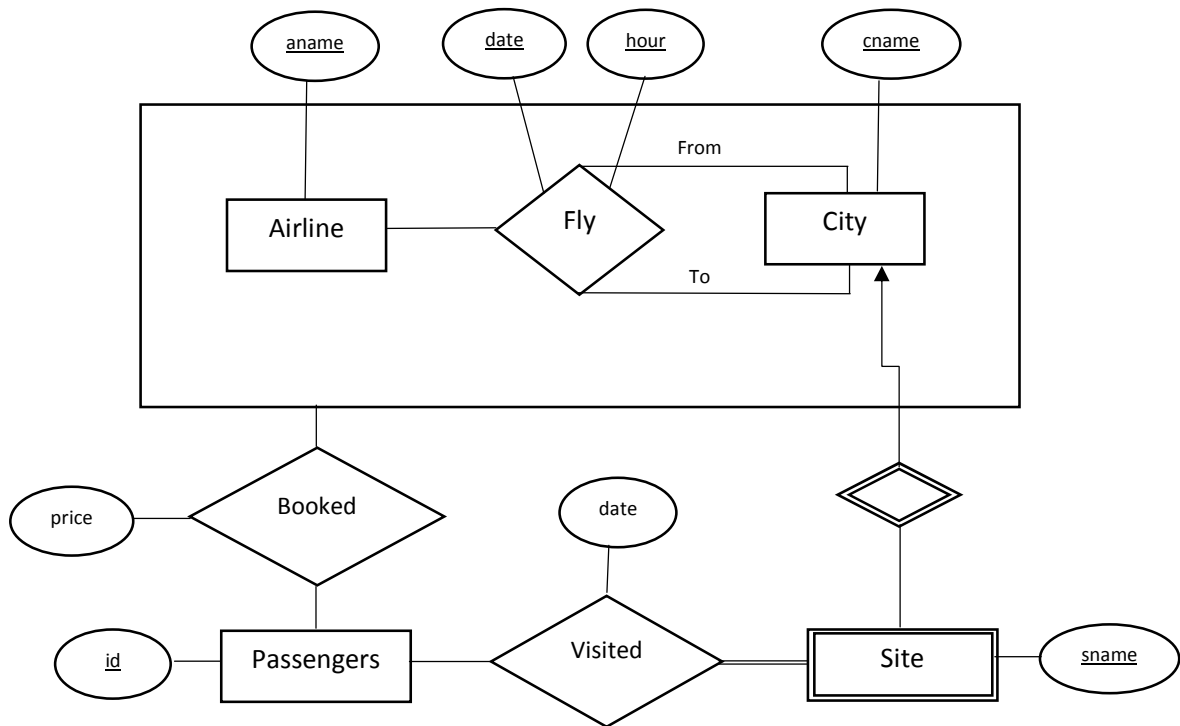 aname
date
hour
cname
From
Airline
Fly
City
To
Booked
price
date
id
Passengers
Visited
Site
sname